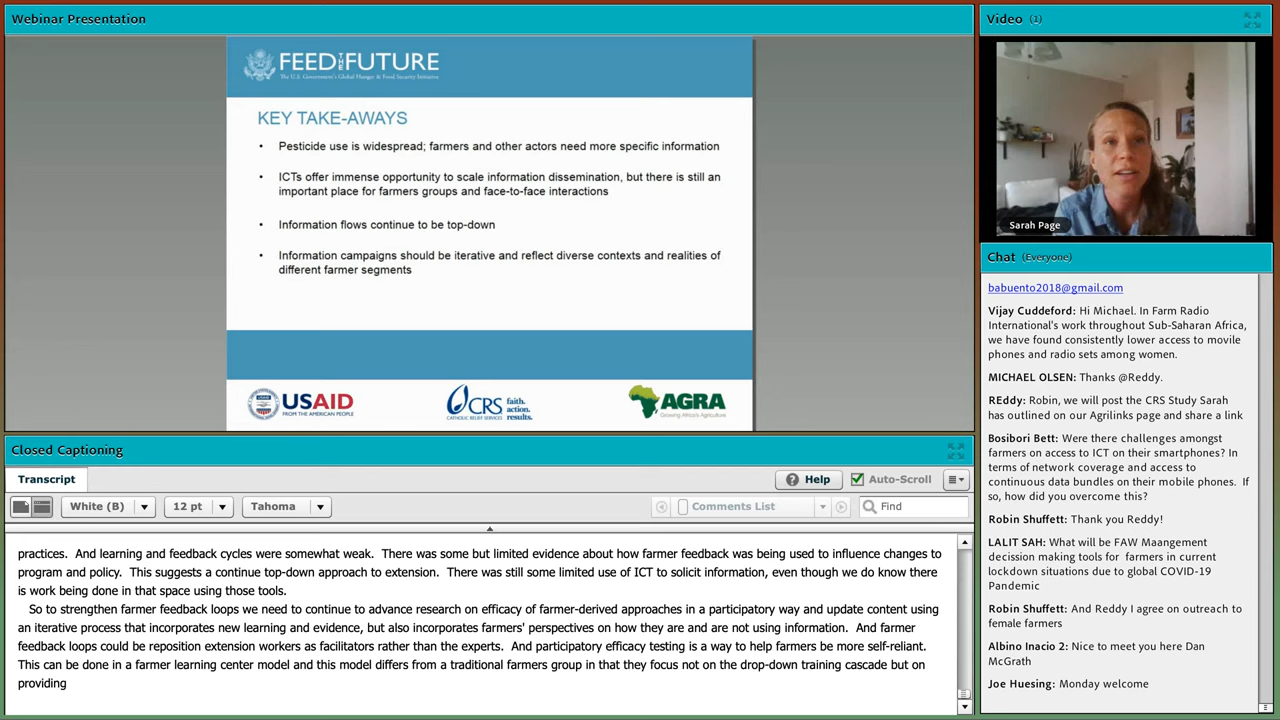 Webinar Presentation
FEED THE FUTURE
The U.S. Government's Global Hunger & Food Security Initiative
KEY TAKE-AWAYS
• Pesticide use is widespread; farmers and other actors need more specific information
• ICTs offer immense opportunity to scale information dissemination, but there is still an
important place for farmers groups and face-to-face interactions
• Information flows continue to be top-down
• Information campaigns should be iterative and reflect diverse contexts and realities of
different farmer segments
USAID
FROM THE AMERICAN PEOPLE
CRS
CATHOLIC RELIEF SERVICES
faith.
action.
results.
AGRA
Growing Africa's Agriculture
Closed Captioning
Transcript
Help
Auto-Scroll
White (B)
12 pt
Tahoma
Comments List
Find
practices.  And learning and feedback cycles were somewhat weak.  There was some but limited evidence about how farmer feedback was being used to influence changes to
program and policy.  This suggests a continue top-down approach to extension.  There was still some limited use of ICT to solicit information, even though we do know there
is work being done in that space using those tools.
So to strengthen farmer feedback loops we need to continue to advance research on efficacy of farmer-derived approaches in a participatory way and update content using
an iterative process that incorporates new learning and evidence, but also incorporates farmers' perspectives on how they are and are not using information.  And farmer
feedback loops could be reposition extension workers as facilitators rather than the experts.  And participatory efficacy testing is a way to help farmers be more self-reliant.
This can be done in a farmer learning center model and this model differs from a traditional farmers group in that they focus not on the drop-down training cascade but on
providing
Video (1)
Sarah Page
Chat (Everyone)
babuento2018@gmail.com
Vijay Cuddeford: Hi Michael. In Farm Radio
International's work throughout Sub-Saharan Africa,
we have found consistently lower access to movile
phones and radio sets among women.
MICHAEL OLSEN: Thanks @Reddy.
REddy: Robin, we will post the CRS Study Sarah
has outlined on our Agrilinks page and share a link
Bosibori Bett: Were there challenges amongst
farmers on access to ICT on their smartphones? In
terms of network coverage and access to
continuous data bundles on their mobile phones.  If
so, how did you overcome this?
Robin Shuffett: Thank you Reddy!
LALIT SAH: What will be FAW Maangement
decission making tools for  farmers in current
lockdown situations due to global COVID-19
Pandemic
Robin Shuffett: And Reddy I agree on outreach to
female farmers
Albino Inacio 2: Nice to meet you here Dan
McGrath
Joe Huesing: Monday welcome